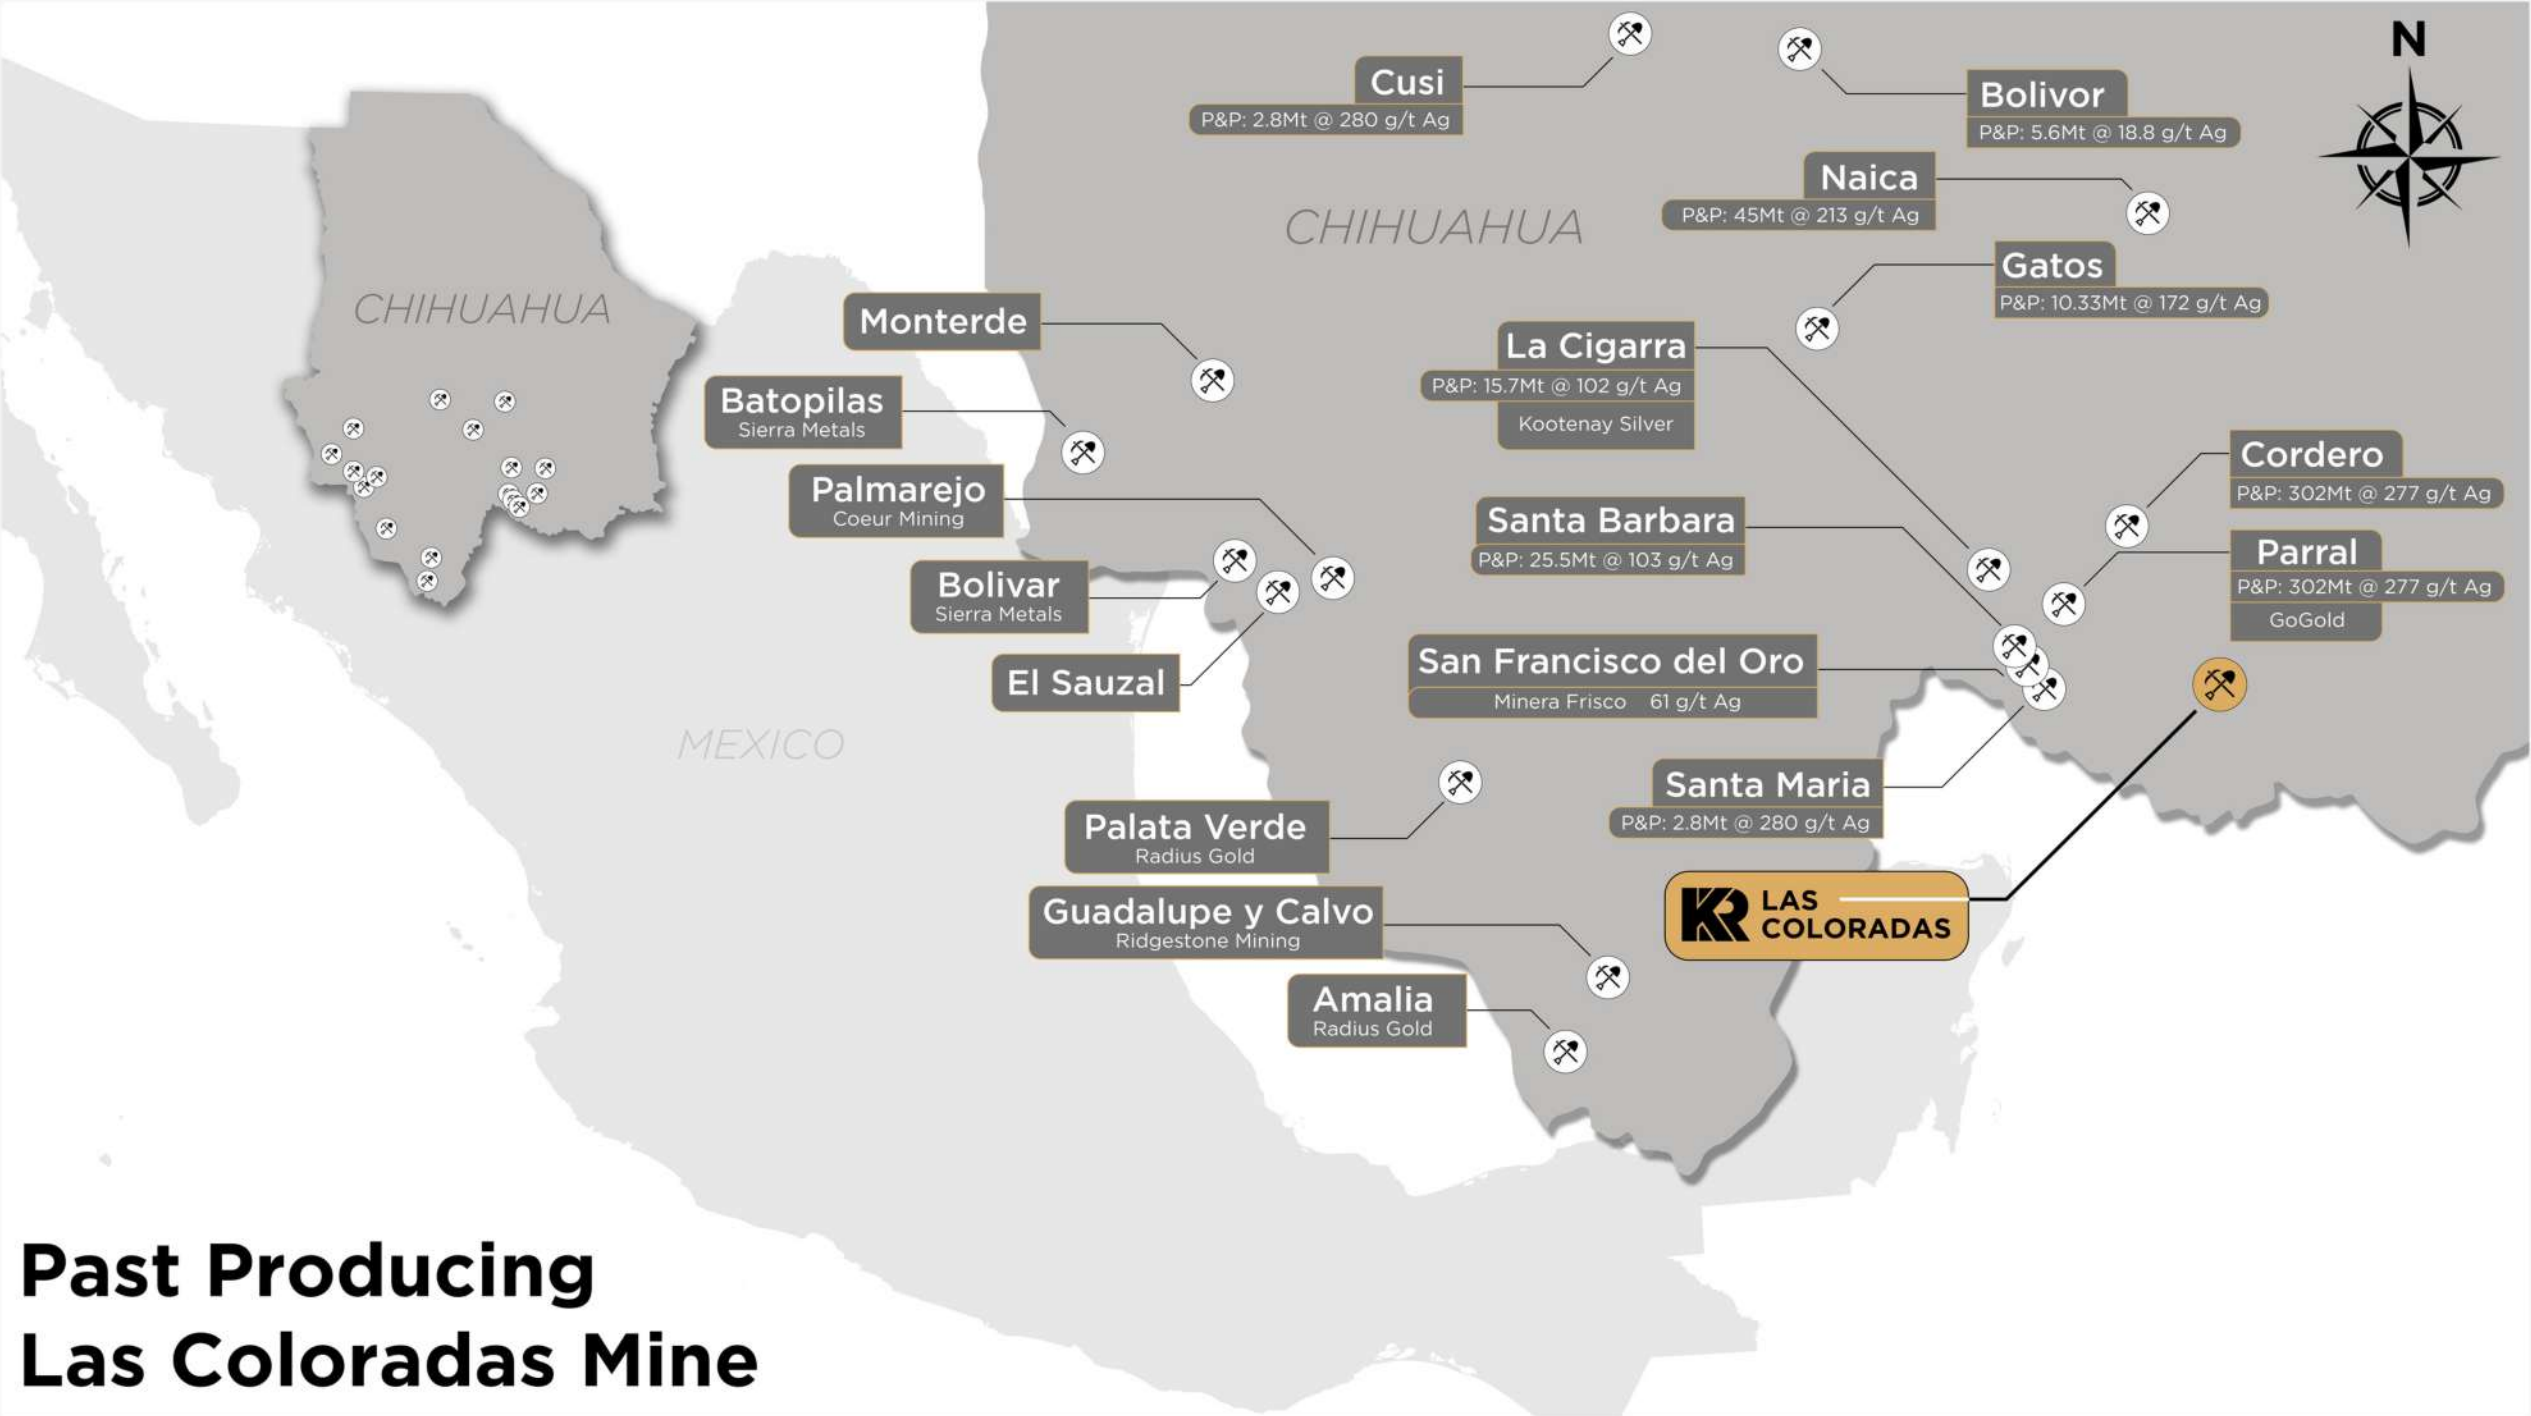 N
Cusi
P&P: 2.8Mt @ 280 g/t Ag
Bolivor
P&P: 5.6Mt @ 18.8 g/t Ag
Naica
P&P: 45Mt @ 213 g/t Ag
CHIHUAHUA
Gatos
P&P: 10.33Mt @ 172 g/t Ag
CHIHUAHUA
Monterde
La Cigarra
P&P: 15.7Mt @ 102 g/t Ag
Kootenay Silver
Batopilas
Sierra Metals
Cordero
P&P: 302Mt @ 277 g/t Ag
Palmarejo
Coeur Mining
Santa Barbara
P&P: 25.5Mt @ 103 g/t Ag
Parral
P&P: 302Mt @ 277 g/t Ag
GoGold
Bolivar
Sierra Metals
El Sauzal
San Francisco del Oro
Minera Frisco 61 g/t Ag
MEXICO
Santa Maria
P&P: 2.8Mt @ 280 g/t Ag
Palata Verde
Radius Gold
Guadalupe y Calvo
Ridgestone Mining
KR
LAS
COLORADAS
Amalia
Radius Gold
Past Producing
Las Coloradas Mine